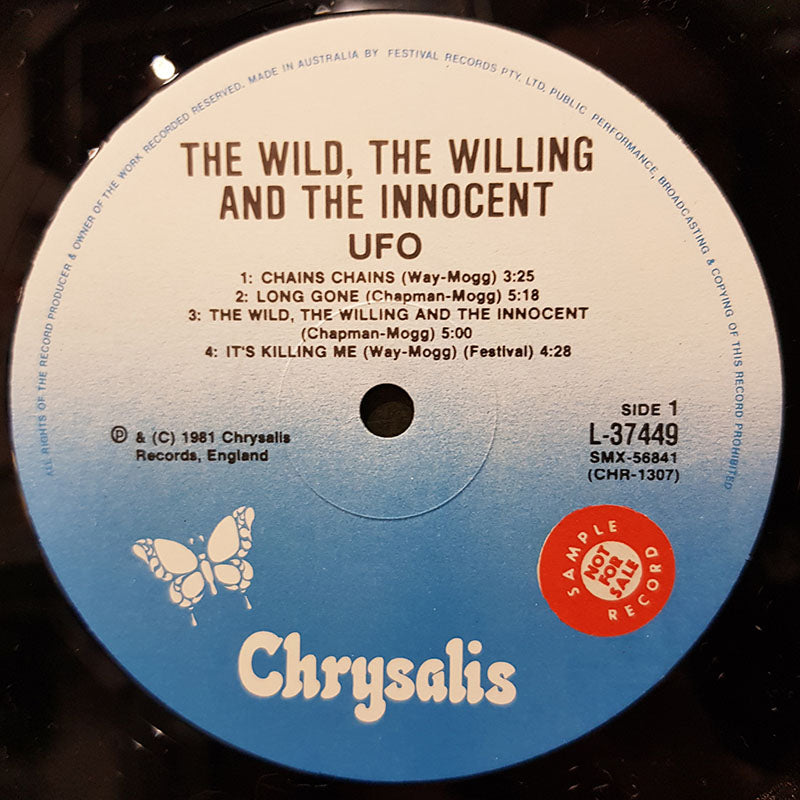 ALL RIGHTS OF THE RECORD PRODUCER & OWNER OF THE WORK RECORDED RESERVED. MADE IN AUSTRALIA BY FESTIVAL RECORDS PTY. LTD. PUBLIC PERFORMANCE, BROADCASTING & COPYING OF THIS RECORD PROHIBITED
THE WILD, THE WILLING
AND THE INNOCENT
UFO
1: CHAINS CHAINS (Way-Mogg) 3:25
2: LONG GONE (Chapman-Mogg) 5:18
3: THE WILD, THE WILLING AND THE INNOCENT
(Chapman-Mogg) 5:00
4: IT'S KILLING ME (Way-Mogg) (Festival) 4:28
SIDE 1
L-37449
SMX-56841
(CHR-1307)
℗ & (C) 1981 Chrysalis
Records, England
SAMPLE
NOT
FOR
SALE
RECORD
Chrysalis